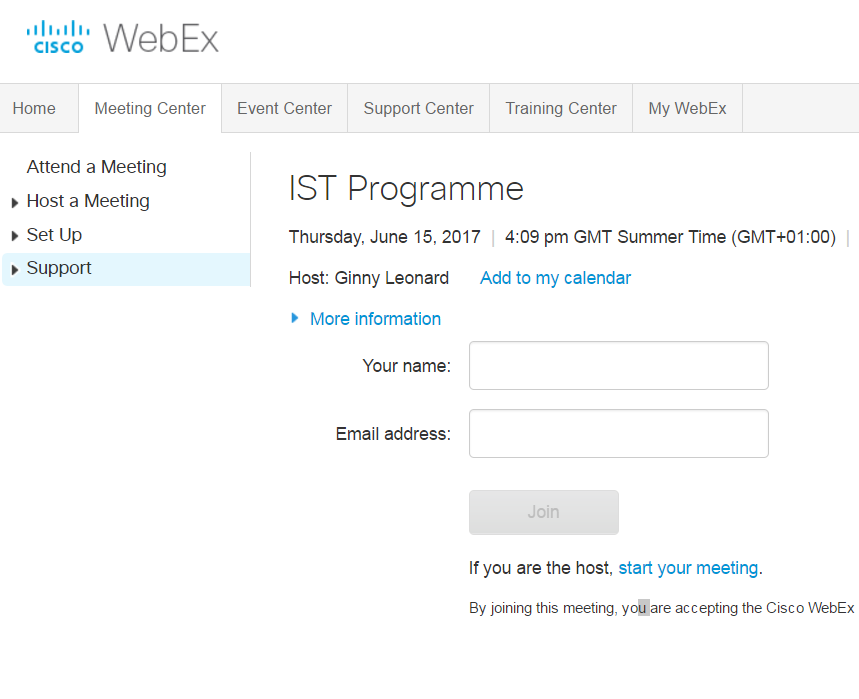 CISCO WebEx
Home Meeting Center Event Center Support Center Training Center My WebEx
Attend a Meeting
Host a Meeting
Set Up
Support
IST Programme
Thursday, June 15, 2017 | 4:09 pm GMT Summer Time (GMT+01:00) |
Host: Ginny Leonard Add to my calendar
More information
Your name:
Email address:
Join
If you are the host, start your meeting.
By joining this meeting, you are accepting the Cisco WebEx